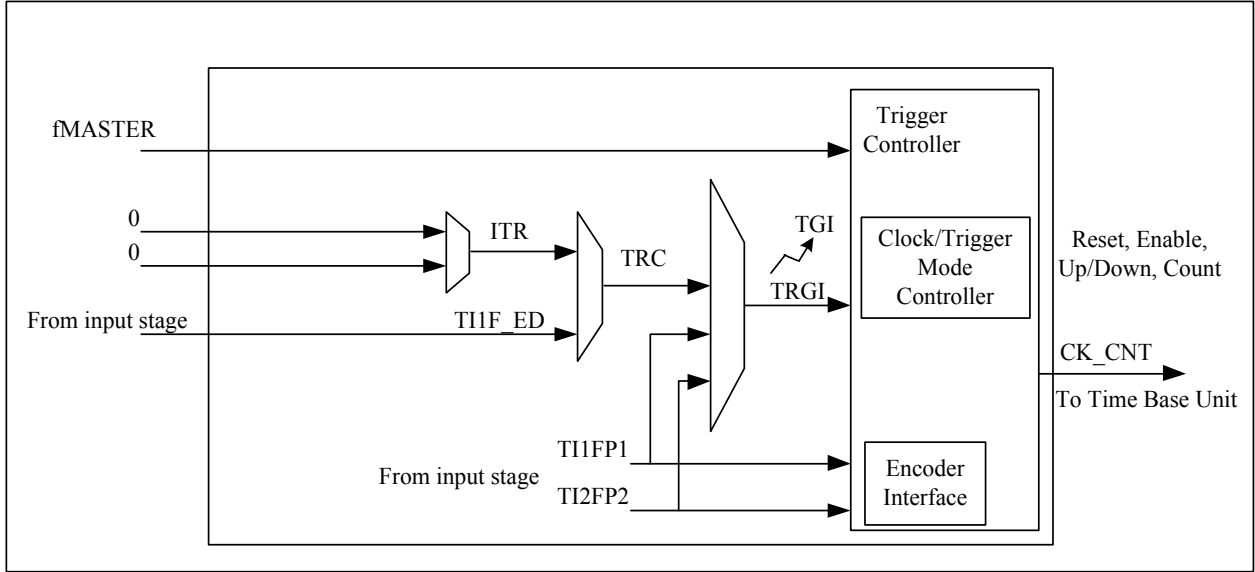 fMASTER
Trigger
Controller
0
0
ITR
TRC
TGI
TRGI
Clock/Trigger
Mode
Controller
Reset, Enable,
Up/Down, Count
From input stage
TI1F_ED
CK_CNT
To Time Base Unit
TI1FP1
From input stage
TI2FP2
Encoder
Interface